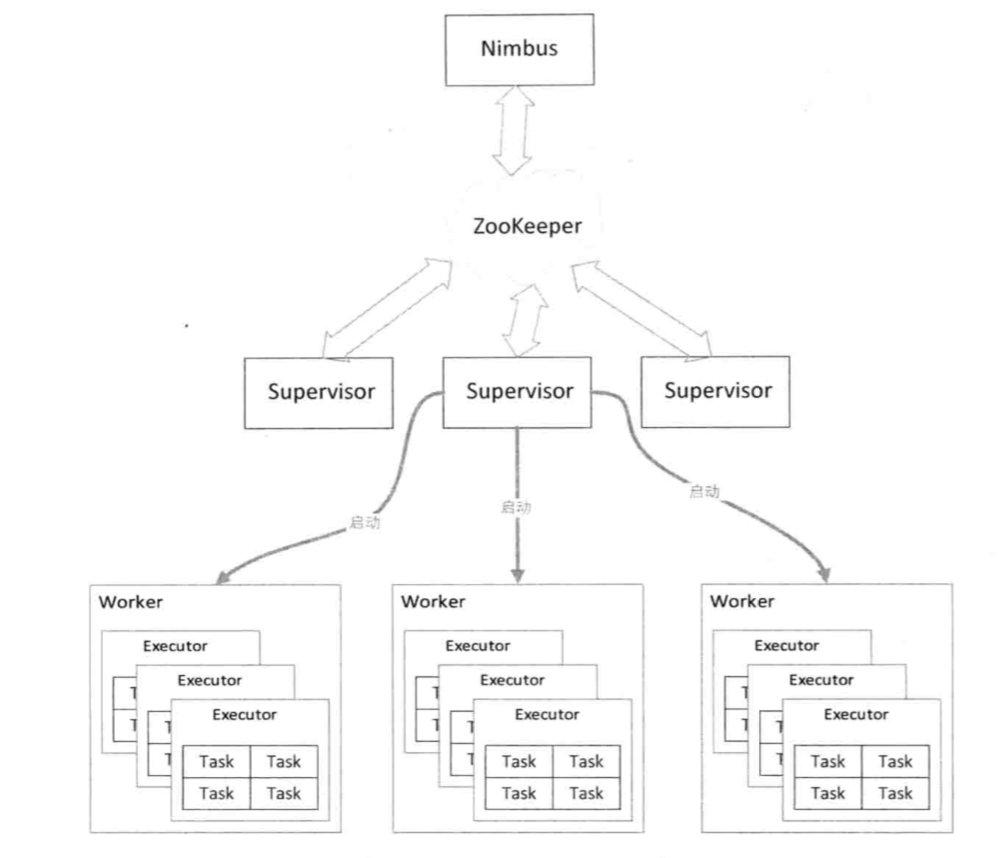 Nimbus
ZooKeeper
Supervisor Supervisor Supervisor
启动
启动
启动
Worker Worker Worker
Executor Executor Executor
Executor Executor Executor
Executor Executor Executor
Task Task Task Task Task Task
Task Task Task Task Task Task